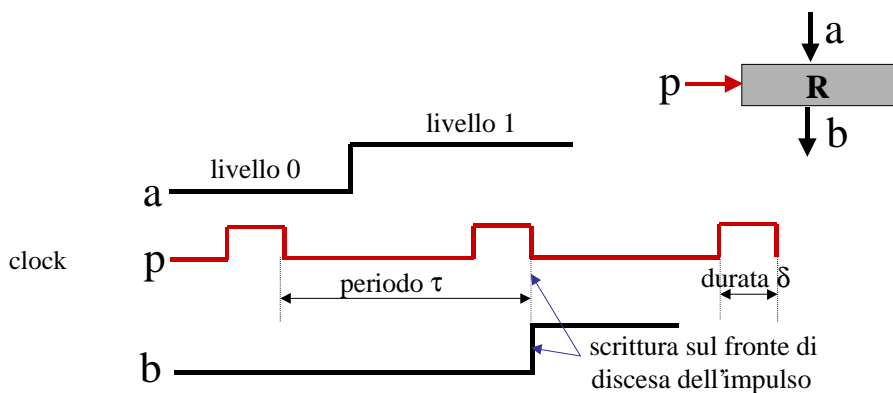 a
p
R
b
livello 1
livello 0
a
clock
p
periodo τ
durata δ
b
scrittura sul fronte di
discesa dell'impulso